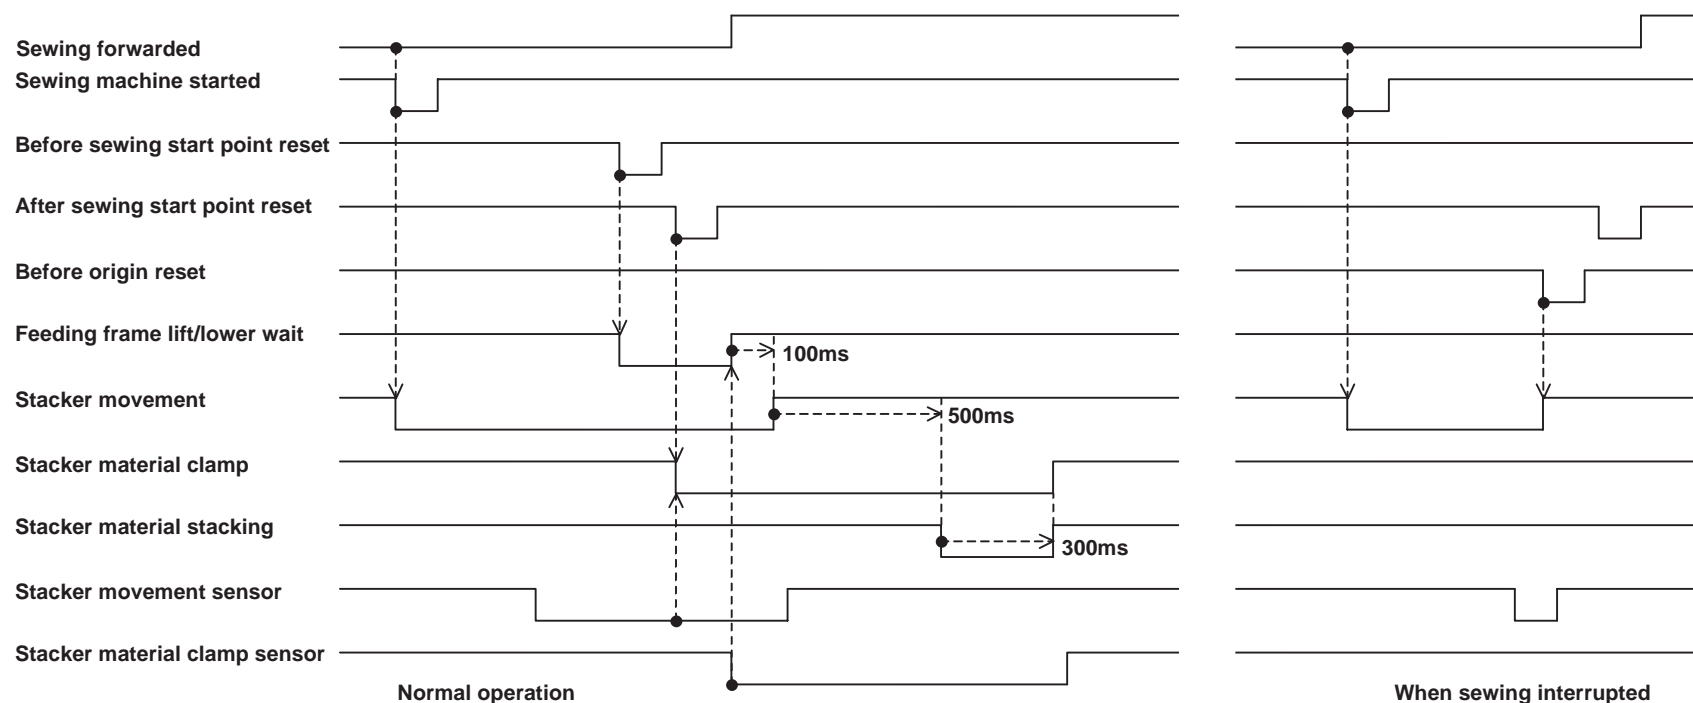 Sewing forwarded
Sewing machine started
Before sewing start point reset
After sewing start point reset
Before origin reset
Feeding frame lift/lower wait
100ms
Stacker movement
500ms
Stacker material clamp
Stacker material stacking
300ms
Stacker movement sensor
Stacker material clamp sensor
Normal operation
When sewing interrupted